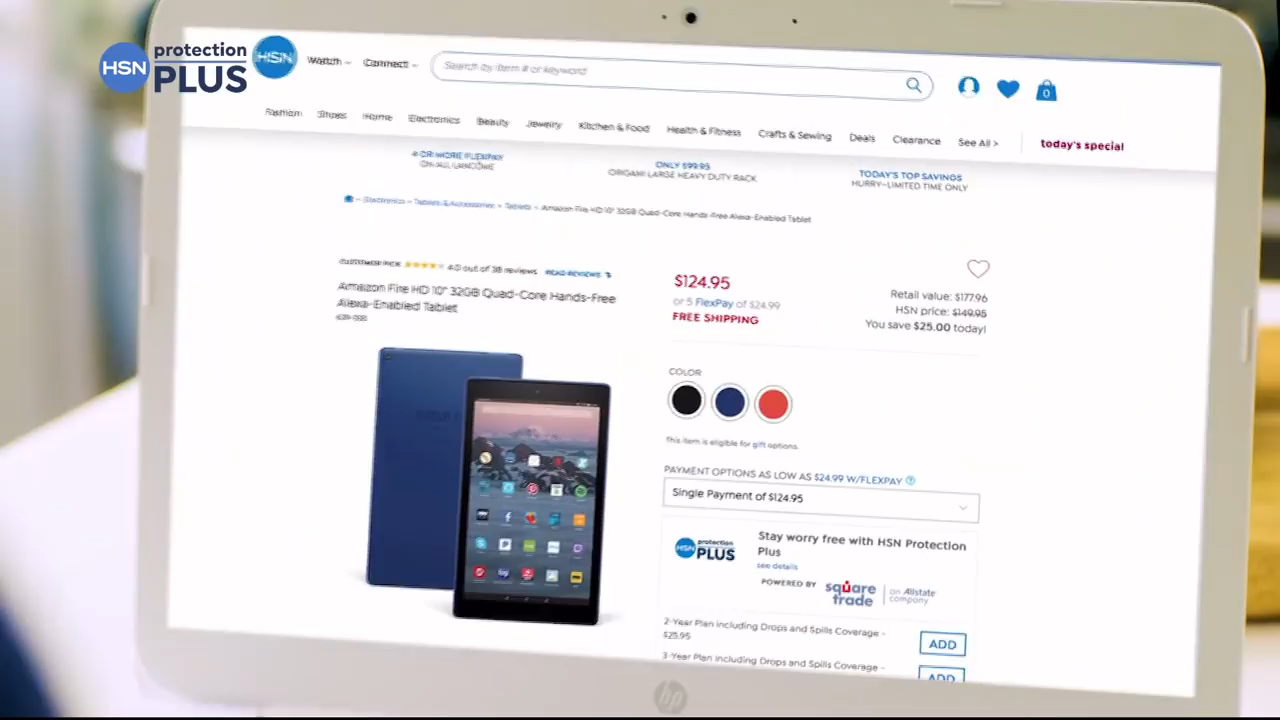 HSN protection PLUS
HSN
Watch
Connect
Search by item # or keyword
0
Fashion
Shoes
Home
Electronics
Beauty
Jewelry
Kitchen & Food
Health & Fitness
Crafts & Sewing
Deals
Clearance
See All >
today's special
4 OR MORE FLEXPAY
ON ALL LANCOME
ONLY $99.95
ORIGAMI LARGE HEAVY DUTY RACK
TODAY'S TOP SAVINGS
HURRY–LIMITED TIME ONLY
Electronics
Tablets & Accessories
Tablets
Amazon Fire HD 10" 32GB Quad-Core Hands-Free Alexa-Enabled Tablet
CUSTOMER PICK
4.0 out of 38 reviews
READ REVIEWS
Amazon Fire HD 10" 32GB Quad-Core Hands-Free
Alexa-Enabled Tablet
$124.95
or 5 FlexPay of $24.99
FREE SHIPPING
Retail value: $177.96
HSN price: $149.95
You save $25.00 today!
COLOR
This item is eligible for gift options.
PAYMENT OPTIONS AS LOW AS $24.99 W/FLEXPAY
Single Payment of $124.95
HSN protection PLUS
Stay worry free with HSN Protection
Plus
see details
POWERED BY
square trade
an Allstate company
2-Year Plan including Drops and Spills Coverage -
$25.95
ADD
3-Year Plan including Drops and Spills Coverage -
ADD
hp